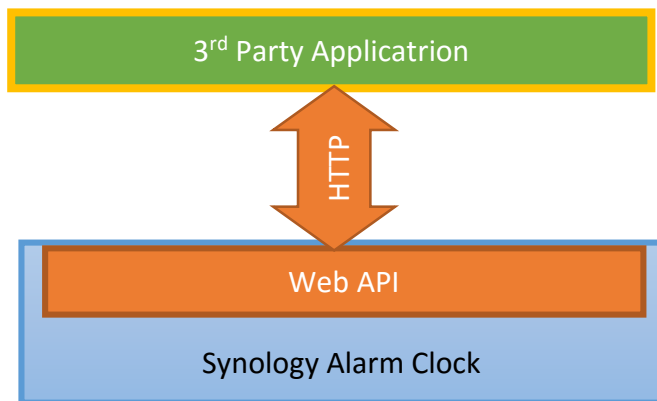 3rd Party Applicatrion
HTTP
Web API
Synology Alarm Clock